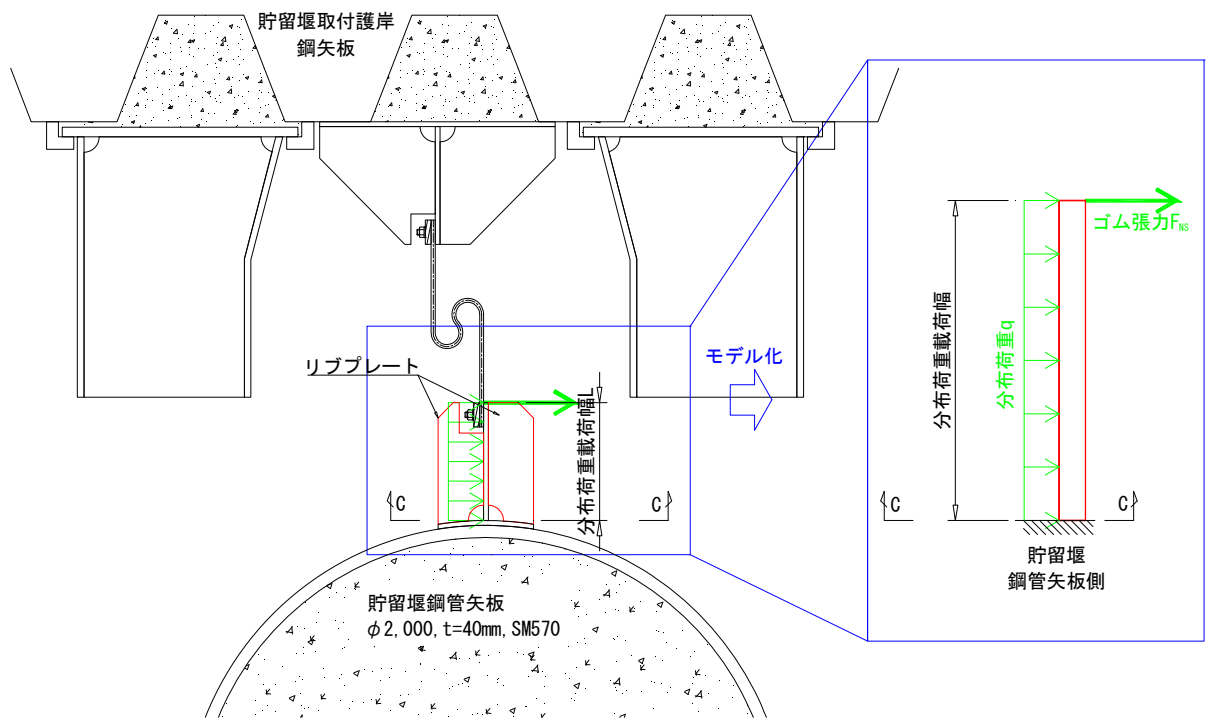 貯留堰取付護岸
鋼矢板
リブプレート
モデル化
分布荷重載荷幅L
C
C
貯留堰鋼管矢板
φ2,000,t=40mm,SM570
ゴム張力FNS
分布荷重載荷幅
分布荷重q
C
C
貯留堰
鋼管矢板側